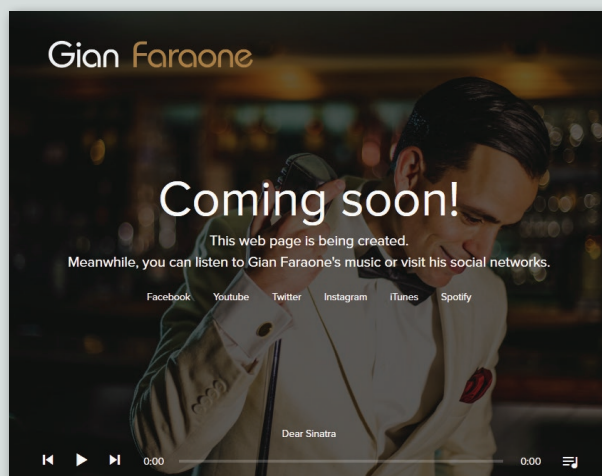 Gian Faraone
Coming soon!
This web page is being created.
Meanwhile, you can listen to Gian Faraone's music or visit his social networks.
Facebook Youtube Twitter Instagram iTunes Spotify
Dear Sinatra
0:00 0:00